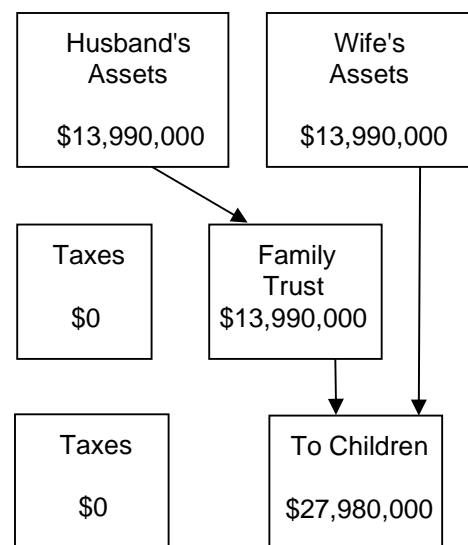 Husband's
Assets
$13,990,000
Wife's
Assets
$13,990,000
Taxes
$0
Family
Trust
$13,990,000
Taxes
$0
To Children
$27,980,000